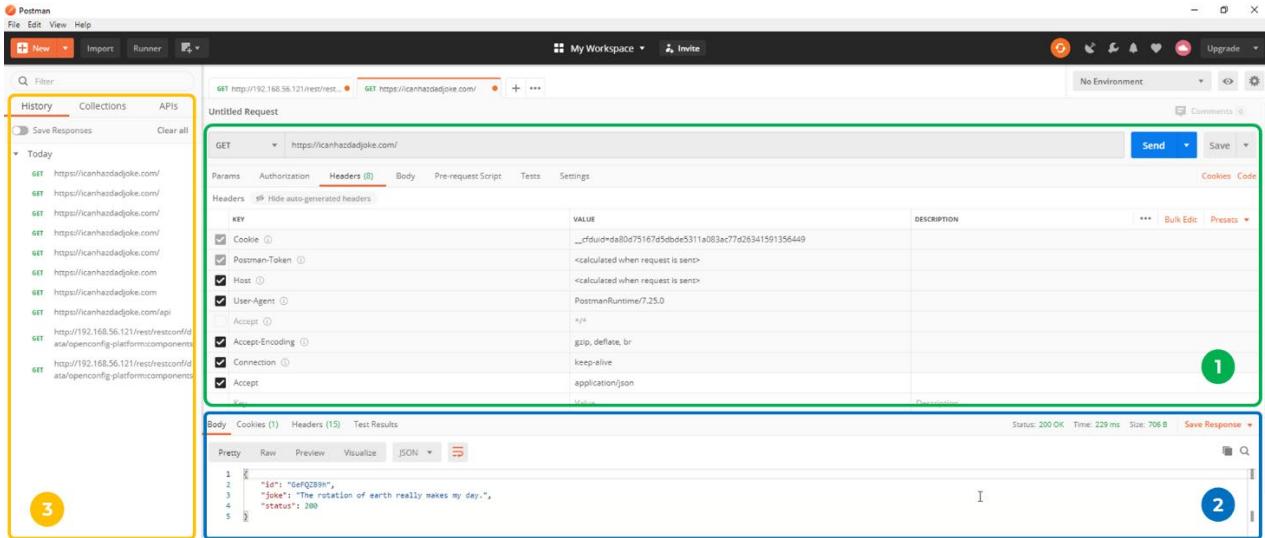 Postman
File Edit View Help
New Import Runner My Workspace Invite Upgrade
Filter
History Collections APIs
Save Responses Clear all
Today
GET https://icanhazdadjoke.com/
GET https://icanhazdadjoke.com/
GET https://icanhazdadjoke.com/
GET https://icanhazdadjoke.com/
GET https://icanhazdadjoke.com/
GET https://icanhazdadjoke.com
GET https://icanhazdadjoke.com
GET https://icanhazdadjoke.com/api
GET http://192.168.56.121/rest/restconf/d
ata/openconfig-platform:components
GET http://192.168.56.121/rest/restconf/d
ata/openconfig-platform:components
3
GET http://192.168.56.121/rest/rest... GET https://icanhazdadjoke.com/ + ... No Environment
Untitled Request Comments 0
GET https://icanhazdadjoke.com/ Send Save
Params Authorization Headers (8) Body Pre-request Script Tests Settings Cookies Code
Headers Hide auto-generated headers
KEY VALUE DESCRIPTION ... Bulk Edit Presets
Cookie __cfduid=da80d75167d5dbde5311a083ac77d26341591356449
Postman-Token <calculated when request is sent>
Host <calculated when request is sent>
User-Agent PostmanRuntime/7.25.0
Accept */*
Accept-Encoding gzip, deflate, br
Connection keep-alive
Accept application/json
Key Value Description
1
Body Cookies (1) Headers (15) Test Results Status: 200 OK Time: 229 ms Size: 706 B Save Response
Pretty Raw Preview Visualize JSON
1 {
2 "id": "GeFQZB9h",
3 "joke": "The rotation of earth really makes my day.",
4 "status": 200
5 }
2